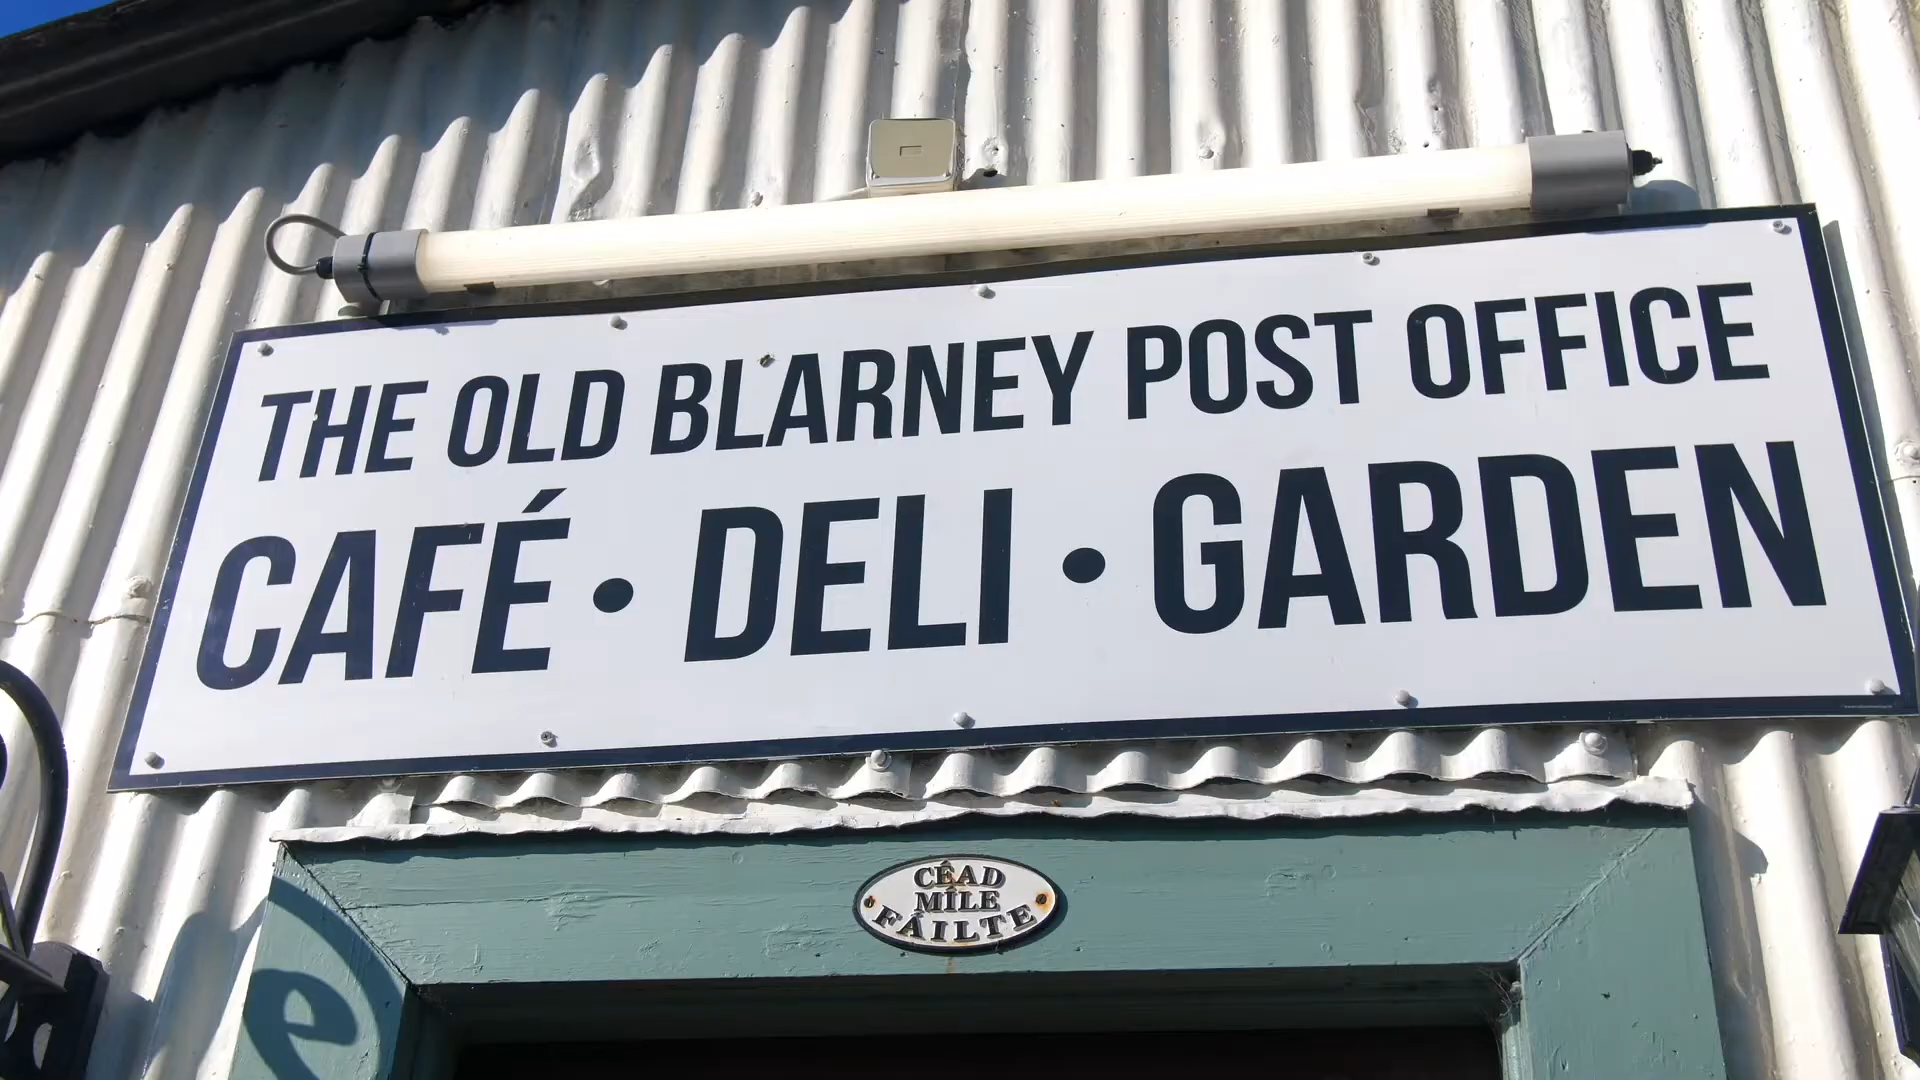 THE OLD BLARNEY POST OFFICE
CAFÉ • DELI • GARDEN
CÉAD
MÍLE
FÁILTE
e